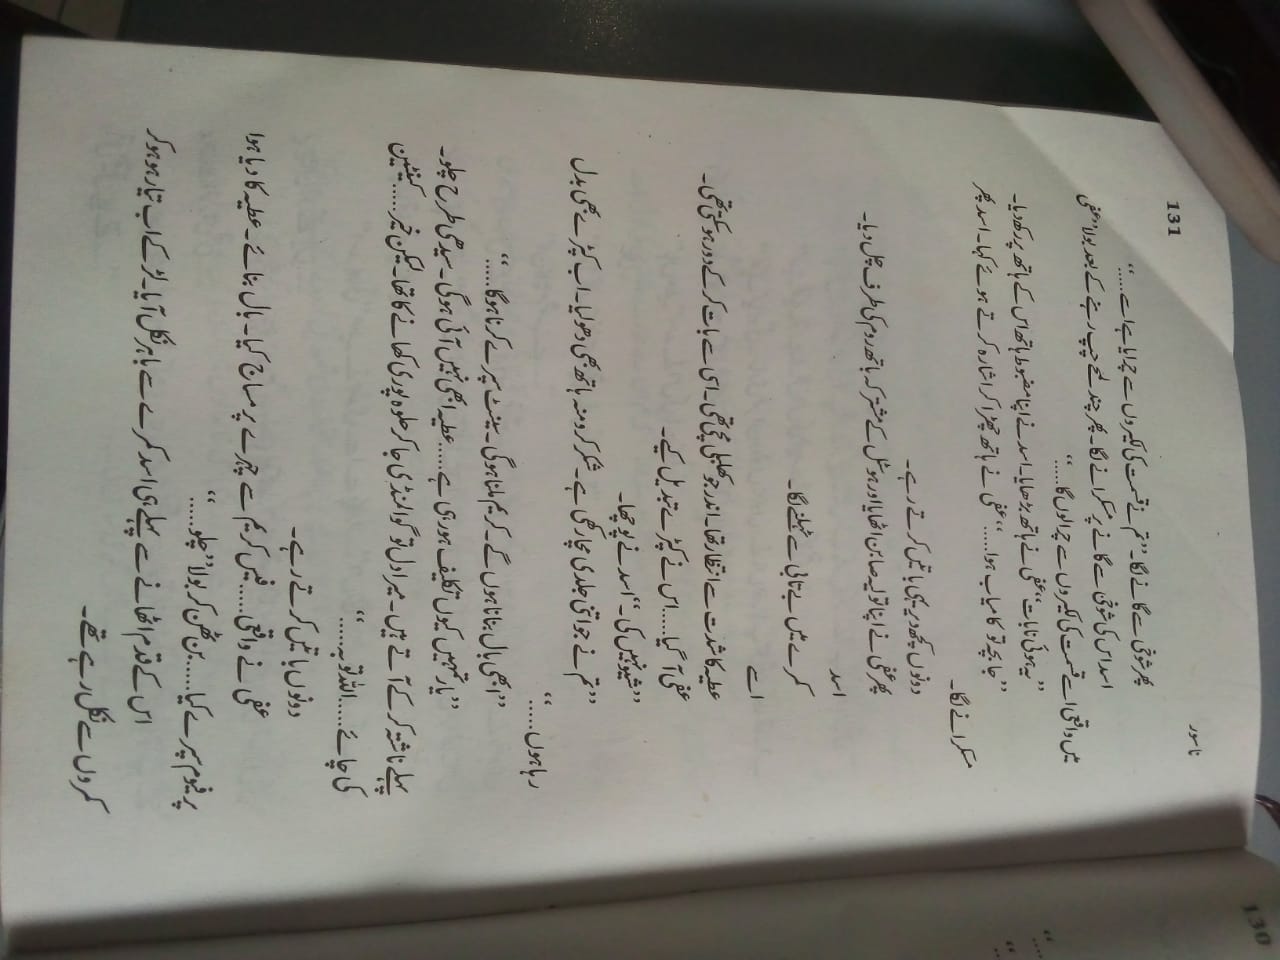 ناسور
131
پھر شوخی سے گانے لگا۔ ’’تم نے قسمت کی لکیروں سے چرایا ہے اسے.....‘‘
اسد اس کی شوخی سے گانے پر مسکرانے لگا۔ پھر چند لمحے چپ رہنے کے بعد بولا ’’عفی
میں واقعی اسے قسمت کی لکیروں سے چرالوں گا.....‘‘
’’یہ ہوئی نا بات‘‘ عفی نے ہاتھ بڑھایا۔ اسد نے اپنا مضبوط ہاتھ اس کے ہاتھ پر رکھ دیا۔
’’جا بچہ تو کامیاب ہوا.....‘‘ عفی نے ہاتھ چھڑا کر اشارہ کرتے ہوئے کہا۔ اسد پھر
مسکرانے لگا۔
دونوں کچھ دیر یہی باتیں کرتے رہے۔
پھر عفی نے اپنا تولیہ صابن اٹھایا اور ہوسٹل کے مشترکہ باتھ روم کی طرف چل دیا۔
اسد
کمرے میں بے تابی سے ٹہلنے لگا۔
اسے
عطیہ کا شدت سے انتظار تھا۔ اندر جو کھلبلی مچی تھی۔ اسی سے بات کر کے دور ہو سکتی تھی۔
عفی آ گیا.....اس نے کپڑے تبدیل کیے۔
’’شیو نہیں کی۔‘‘ اسد نے پوچھا۔
’’تم نے جو اتنی جلدی مچا رکھی ہے۔ شکر کرو منہ ہاتھ بھی دھو لیا۔ اب کپڑے بھی بدل
رہا ہوں.....‘‘
’’ابھی بال بنانا ہوں گے۔ کریم ملنا ہو گی۔ سینٹ سپرے کرنا ہو گا.....‘‘
’’یار تمہیں کیوں تکلیف ہو رہی ہے.....عطیہ ابھی نہیں آئی ہو گی۔ سیدھی طرح چلو۔
پہلے ناشتہ کر کے آتے ہیں۔ میرا دل تو گوالمنڈی جا کر حلوہ پوری کھانے کا تھا۔ لیکن خیر.....کینٹین
کی چائے.....اللہ توبہ.....‘‘
دونوں باتیں کرتے رہے۔
عفی نے واقعی.....فیس کریم سے چہرے پر مساج کیا۔ بال بنائے۔ عطیہ کا دیا ہوا
پرفیوم سپرے کیا.....بن ٹھن کر بولا ’’چلو.....‘‘
اس کے قدم اٹھانے سے پہلے ہی اسد کمرے سے باہر نکل آیا۔ لڑکے اب تیار ہو ہو کر
کمروں سے نکل رہے تھے۔
130